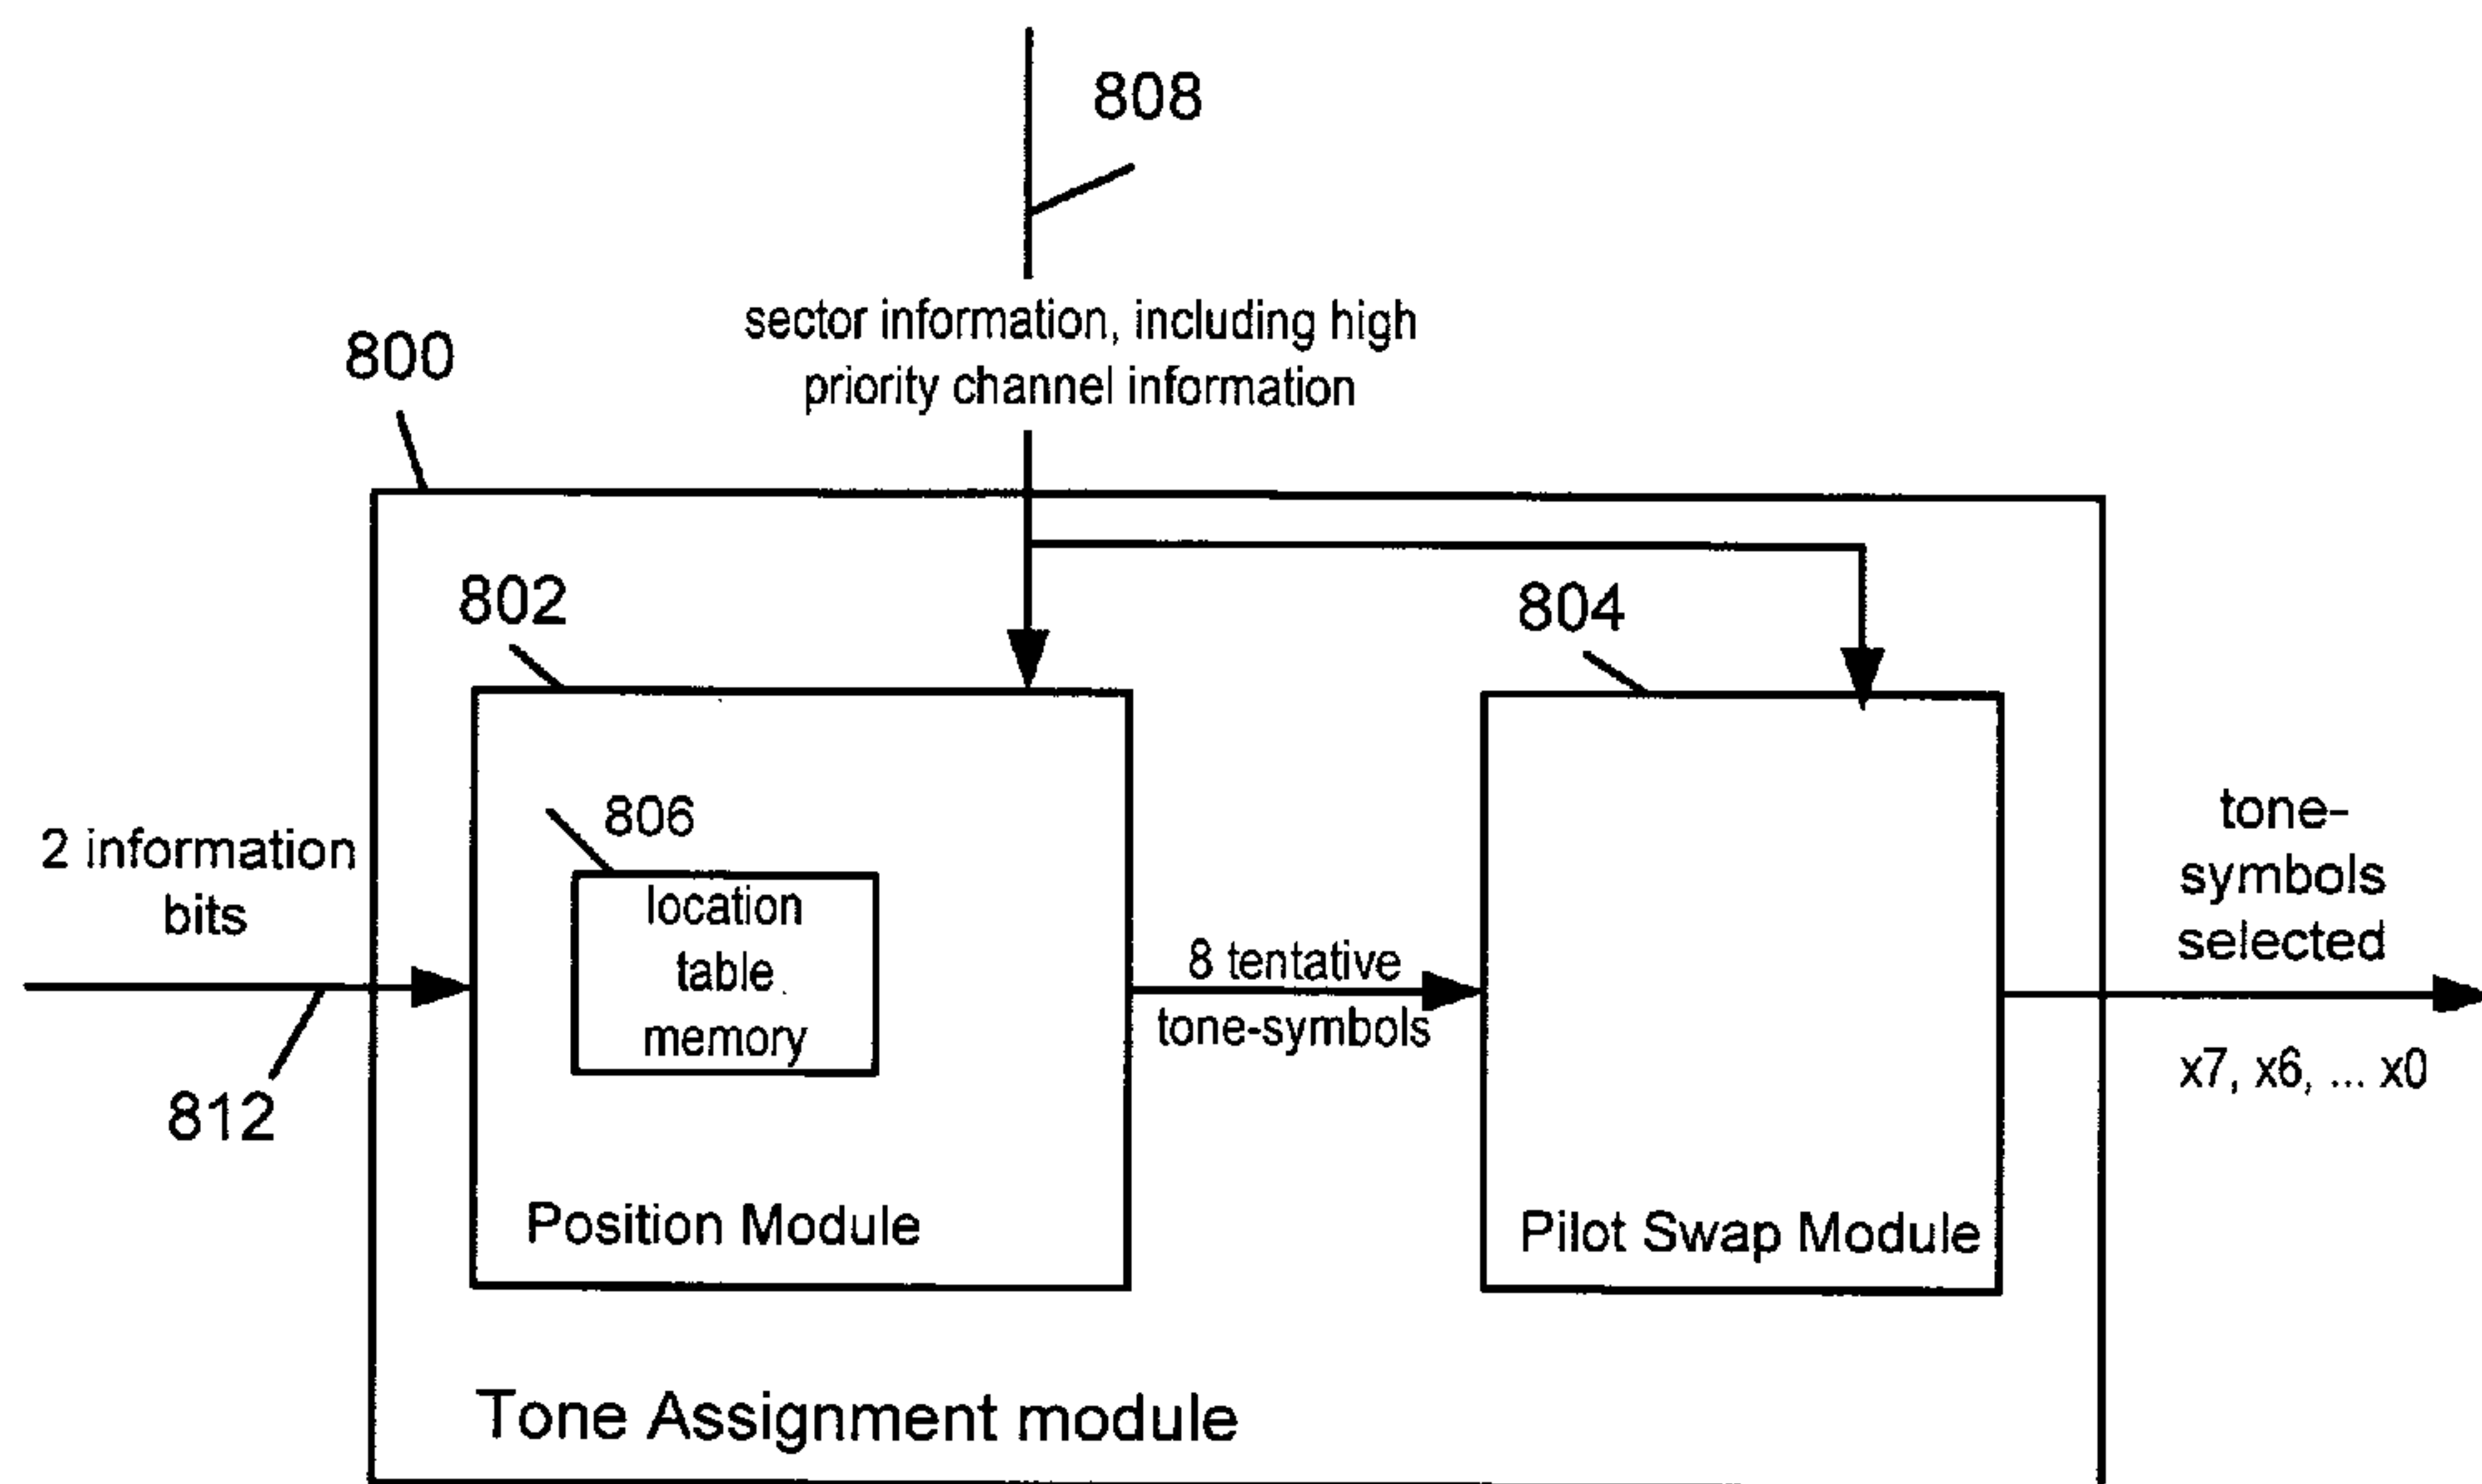 808
sector information, including high
priority channel information
800
802
804
2 information
bits
806
location
table
memory
8 tentative
tone-symbols
tone-
symbols
selected
x7, x6, ... x0
812
Position Module
Pilot Swap Module
Tone Assignment module